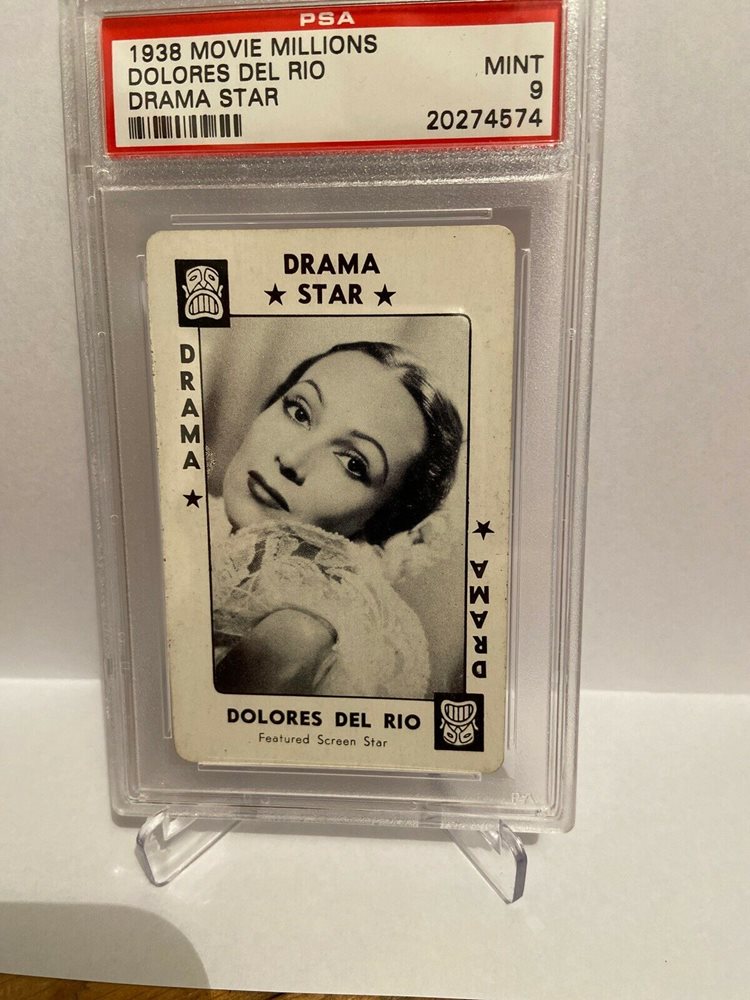 PSA
1938 MOVIE MILLIONS
DOLORES DEL RIO
DRAMA STAR
MINT
9
20274574
DRAMA
★ STAR ★
DRAMA ★
DRAMA ★
DOLORES DEL RIO
Featured Screen Star
PSA